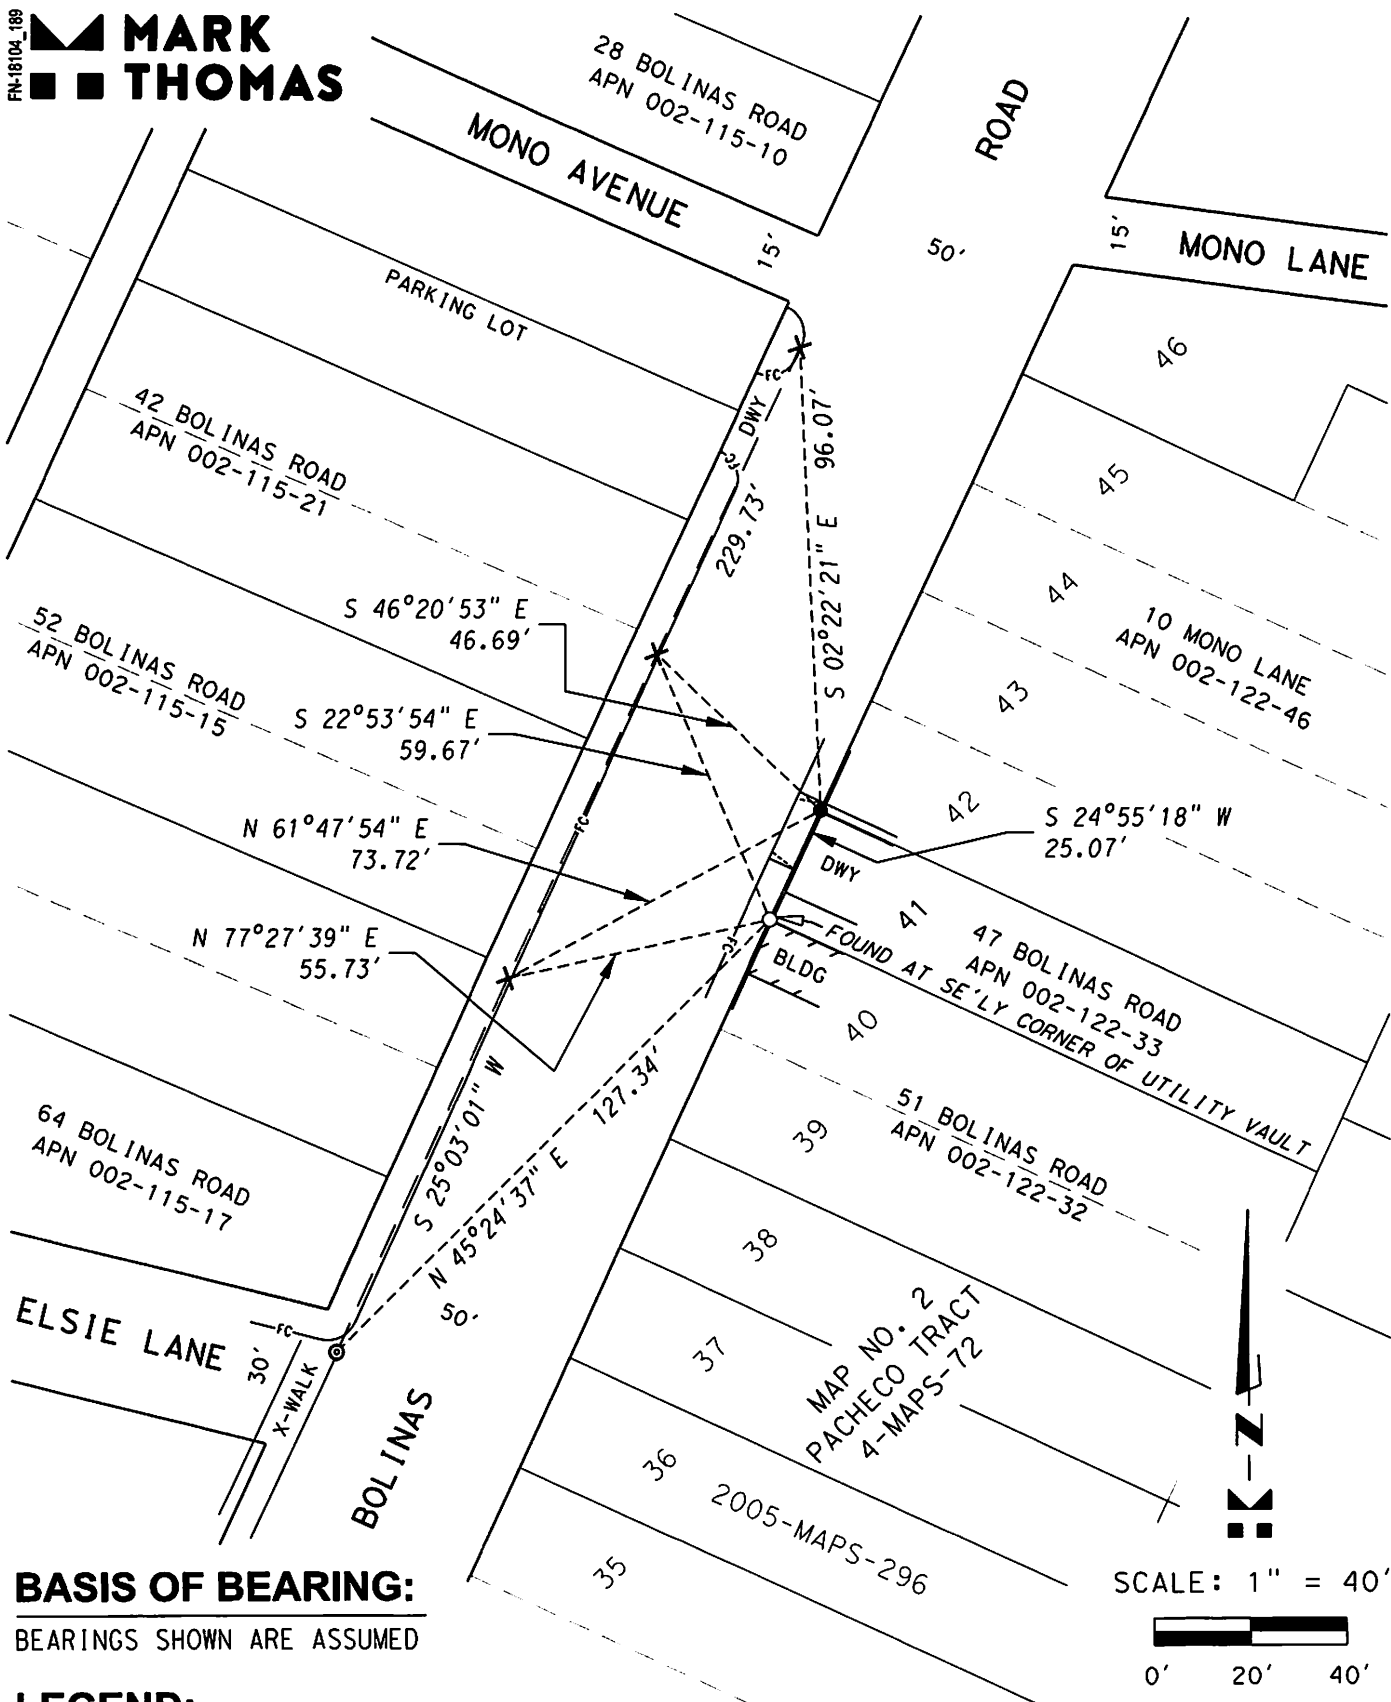 FN-18104_189
MARK
THOMAS
28 BOLINAS ROAD
APN 002-115-10
ROAD
MONO AVENUE
15'
50'
15'
MONO LANE
PARKING LOT
46
FC
DWY
FC
96.07'
S 02°22'21" E
229.73'
42 BOLINAS ROAD
APN 002-115-21
45
44
10 MONO LANE
APN 002-122-46
43
S 46°20'53" E
46.69'
52 BOLINAS ROAD
APN 002-115-15
S 22°53'54" E
59.67'
42
S 24°55'18" W
25.07'
N 61°47'54" E
73.72'
FC
DWY
41
47 BOLINAS ROAD
APN 002-122-33
FOUND AT SE'LY CORNER OF UTILITY VAULT
N 77°27'39" E
55.73'
FC
BLDG
40
51 BOLINAS ROAD
APN 002-122-32
39
S 25°03'01" W
N 45°24'37" E
127.34'
64 BOLINAS ROAD
APN 002-115-17
38
ELSIE LANE
FC
30'
X-WALK
50'
37
MAP NO. 2
PACHECO TRACT
4-MAPS-72
BOLINAS
36
2005-MAPS-296
35
N
BASIS OF BEARING:
BEARINGS SHOWN ARE ASSUMED
SCALE: 1" = 40'
0' 20' 40'
LEGEND: